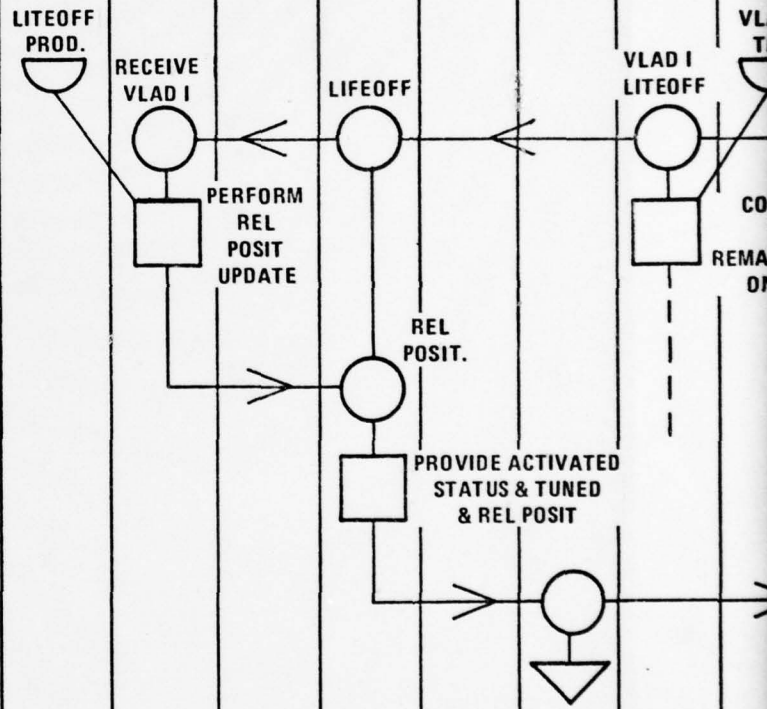 LITEOFF
PROD.
RECEIVE
VLAD I
LIFEOFF
VLAD I
LITEOFF
PERFORM
REL
POSIT
UPDATE
REL
POSIT.
PROVIDE ACTIVATED
STATUS & TUNED
& REL POSIT